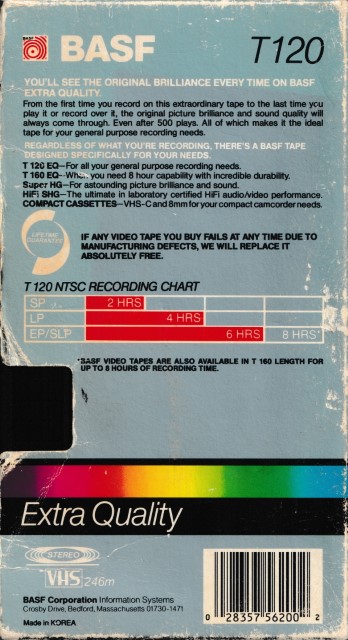 BASF T120
YOU'LL SEE THE ORIGINAL BRILLIANCE EVERY TIME ON BASF
EXTRA QUALITY.
From the first time you record on this extraordinary tape to the last time you
play it or record over it, the original picture brilliance and sound quality will
always come through. Even after 500 plays. All of which makes it the ideal
tape for your general purpose recording needs.
REGARDLESS OF WHAT YOU'RE RECORDING, THERE'S A BASF TAPE
DESIGNED SPECIFICALLY FOR YOUR NEEDS.
T 120 EQ—For all your general purpose recording needs.
T 160 EQ—When you need 8 hour capability with incredible durability.
Super HG—For astounding picture brilliance and sound.
HiFi SHG—The ultimate in laboratory certified HiFi audio/video performance.
COMPACT CASSETTES—VHS-C and 8mm for your compact camcorder needs.
LIFETIME
GUARANTEE
IF ANY VIDEO TAPE YOU BUY FAILS AT ANY TIME DUE TO
MANUFACTURING DEFECTS, WE WILL REPLACE IT
ABSOLUTELY FREE.
T 120 NTSC RECORDING CHART
SP 2 HRS
LP 4 HRS
EP/SLP 6 HRS 8 HRS*
*BASF VIDEO TAPES ARE ALSO AVAILABLE IN T 160 LENGTH FOR
UP TO 8 HOURS OF RECORDING TIME.
Extra Quality
STEREO
VHS 246m
BASF Corporation Information Systems
Crosby Drive, Bedford, Massachusetts 01730-1471
Made in KOREA
0 28357 56200 2